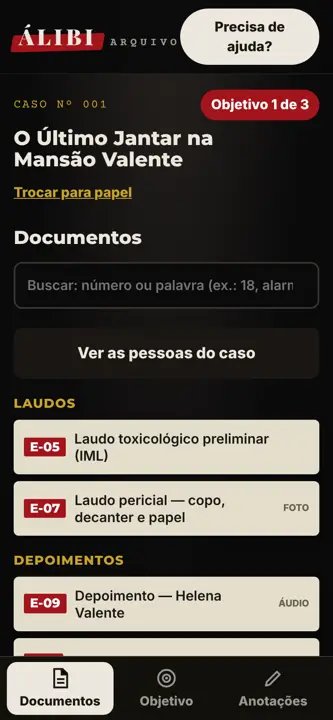 ÁLIBI ARQUIVO
Precisa de
ajuda?
CASO Nº 001
Objetivo 1 de 3
O Último Jantar na
Mansão Valente
Trocar para papel
Documentos
Buscar: número ou palavra (ex.: 18, alarn
Ver as pessoas do caso
LAUDOS
E-05 Laudo toxicológico preliminar
(IML)
E-07 Laudo pericial — copo,
decanter e papel
FOTO
DEPOIMENTOS
E-09 Depoimento — Helena
Valente
ÁUDIO
Documentos
Objetivo
Anotações